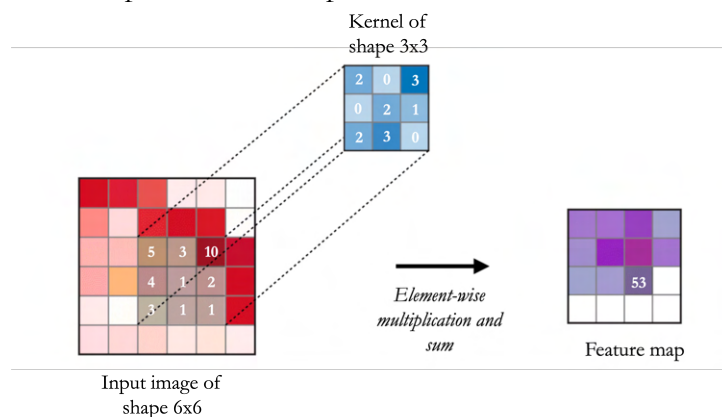 Kernel of
shape 3x3
2 0 3
0 2 1
2 3 0
5 3 10
4 1 2
3 1 1
53
Element-wise
multiplication and
sum
Feature map
Input image of
shape 6x6